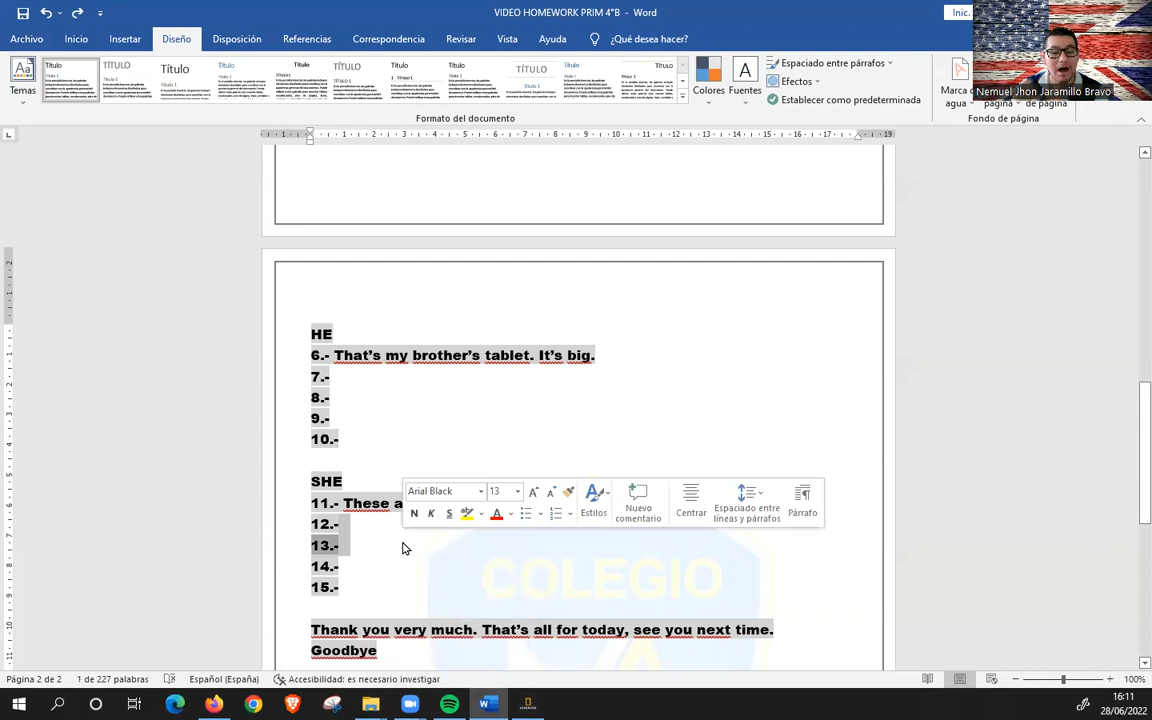 VIDEO HOMEWORK PRIM 4°B - Word
Inic.
Archivo Inicio Insertar Diseño Disposición Referencias Correspondencia Revisar Vista Ayuda ¿Qué desea hacer?
Nemuel Jhon Jaramillo Bravo
Temas
Título TÍTULO Título Título Título TÍTULO Título Título TÍTULO TÍTULO TÍTULO
Colores
Fuentes
Espaciado entre párrafos
Efectos
Establecer como predeterminada
Marca de agua
página
de página
Formato del documento
Fondo de página
HE
6.- That's my brother's tablet. It's big.
7.-
8.-
9.-
10.-
SHE
11.- These a
12.-
13.-
14.-
15.-
Arial Black 13
N K S
Estilos
Nuevo comentario
Centrar
Espaciado entre líneas y párrafos
Párrafo
COLEGIO
Thank you very much. That's all for today, see you next time.
Goodbye
Página 2 de 2 1 de 227 palabras Español (España) Accesibilidad: es necesario investigar 100%
16:11
28/06/2022